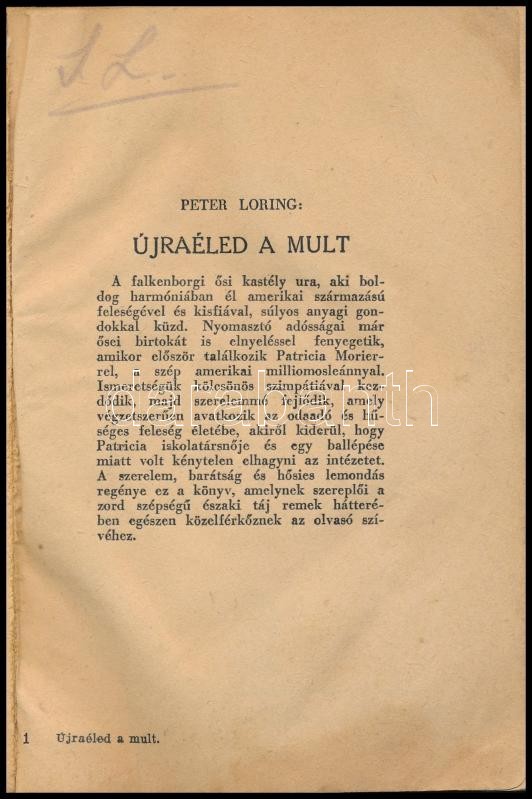 S L
PETER LORING:
ÚJRAÉLED A MULT
A falkenborgi ősi kastély ura, aki bol-
dog harmóniában él amerikai származású
feleségével és kisfiával, súlyos anyagi gon-
dokkal küzd. Nyomasztó adósságai már
ősei birtokát is elnyeléssel fenyegetik,
amikor először találkozik Patricia Morier-
rel, a szép amerikai milliomosleánnyal.
Ismeretségük kölcsönös szimpátiával kez-
dődik, majd szerelemmé fejlődik, amely
végzetszerűen avatkozik az odaadó és hű-
séges feleség életébe, akiről kiderül, hogy
Patricia iskolatársnője és egy ballépése
miatt volt kénytelen elhagyni az intézetet.
A szerelem, barátság és hősies lemondás
regénye ez a könyv, amelynek szereplői a
zord szépségű északi táj remek hátteré-
ben egészen közelférkőznek az olvasó szí-
véhez.
1 Újraéled a mult.